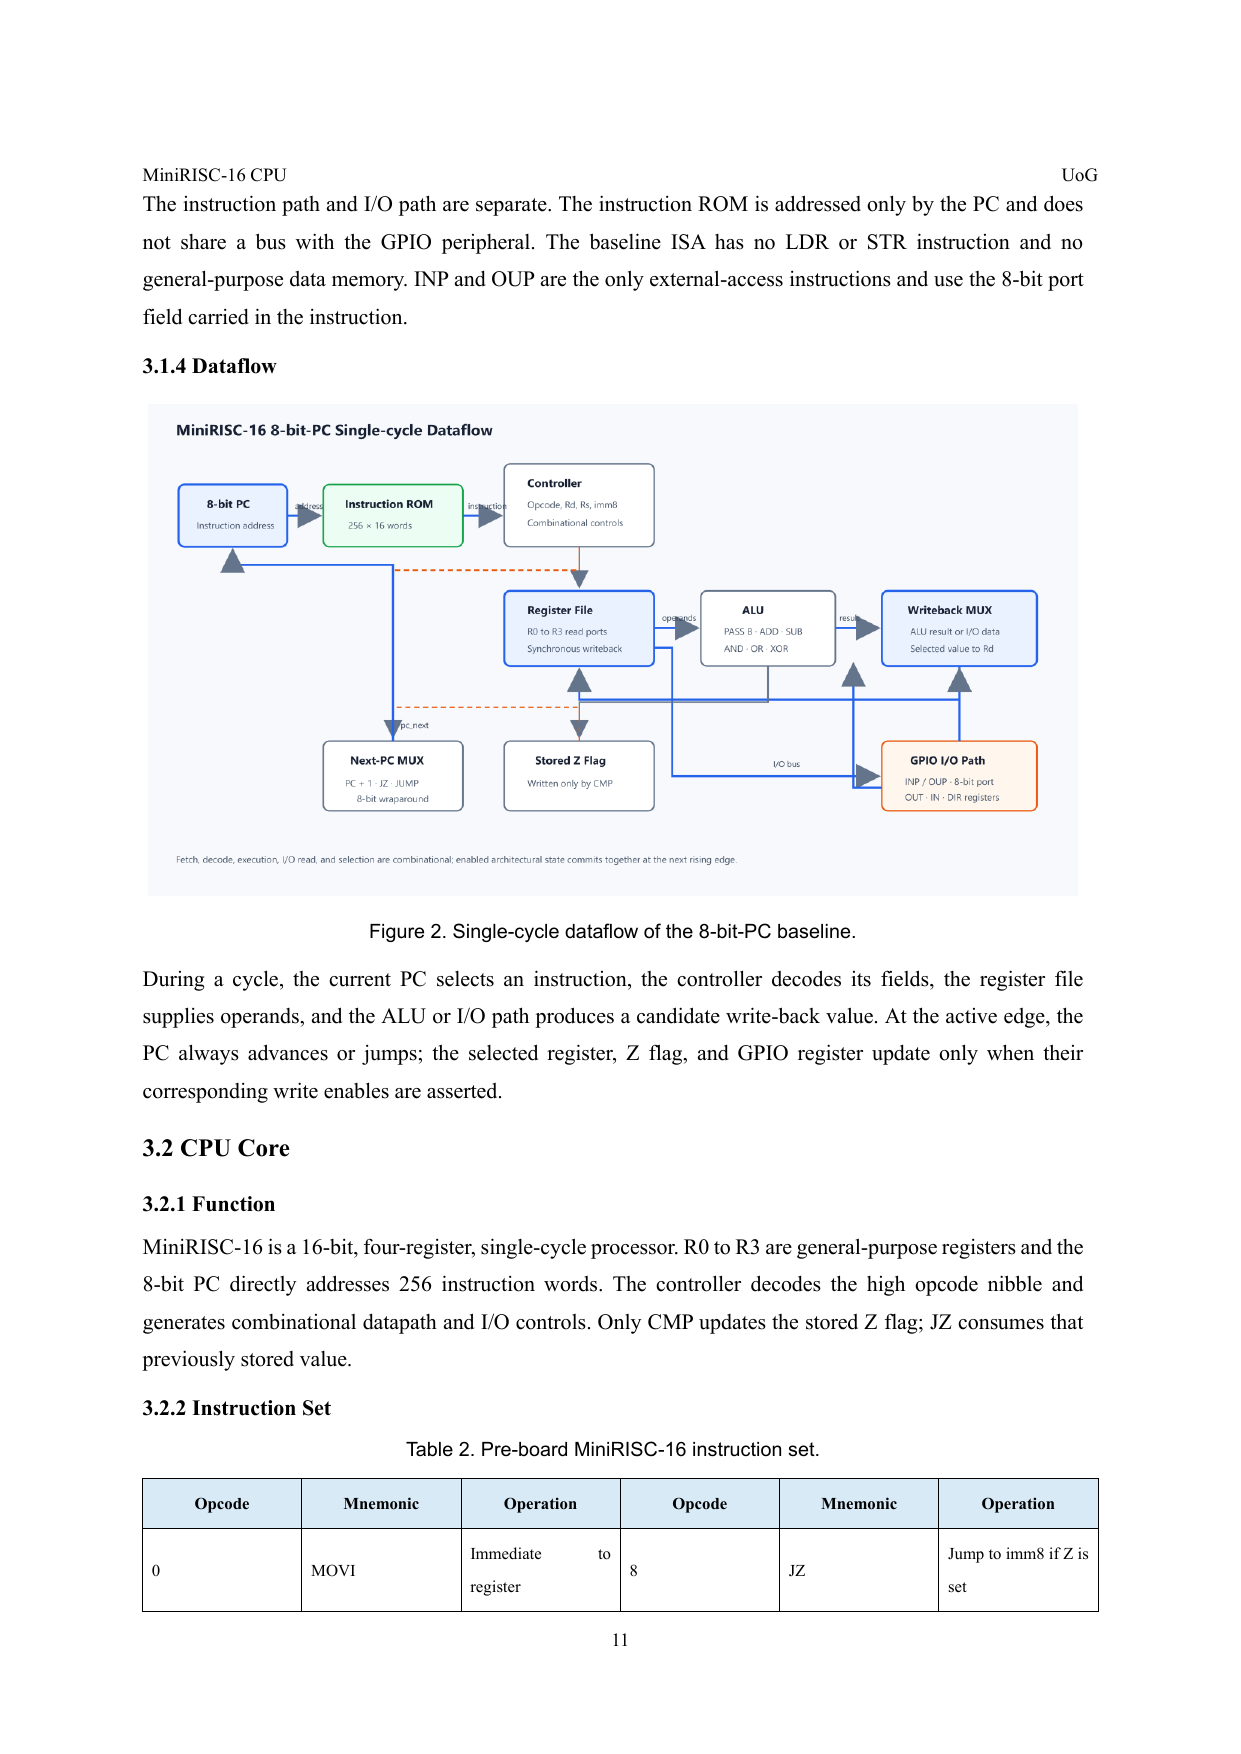 MiniRISC-16 CPU UoG
The instruction path and I/O path are separate. The instruction ROM is addressed only by the PC and does
not share a bus with the GPIO peripheral. The baseline ISA has no LDR or STR instruction and no
general-purpose data memory. INP and OUP are the only external-access instructions and use the 8-bit port
field carried in the instruction.
3.1.4 Dataflow
MiniRISC-16 8-bit-PC Single-cycle Dataflow
8-bit PC
Instruction address
address
Instruction ROM
256 × 16 words
instruction
Controller
Opcode, Rd, Rs, imm8
Combinational controls
Register File
R0 to R3 read ports
Synchronous writeback
operands
ALU
PASS B · ADD · SUB
AND · OR · XOR
result
Writeback MUX
ALU result or I/O data
Selected value to Rd
pc_next
Next-PC MUX
PC + 1 · JZ · JUMP
8-bit wraparound
Stored Z Flag
Written only by CMP
I/O bus
GPIO I/O Path
INP / OUP · 8-bit port
OUT · IN · DIR registers
Fetch, decode, execution, I/O read, and selection are combinational; enabled architectural state commits together at the next rising edge.
Figure 2. Single-cycle dataflow of the 8-bit-PC baseline.
During a cycle, the current PC selects an instruction, the controller decodes its fields, the register file
supplies operands, and the ALU or I/O path produces a candidate write-back value. At the active edge, the
PC always advances or jumps; the selected register, Z flag, and GPIO register update only when their
corresponding write enables are asserted.
3.2 CPU Core
3.2.1 Function
MiniRISC-16 is a 16-bit, four-register, single-cycle processor. R0 to R3 are general-purpose registers and the
8-bit PC directly addresses 256 instruction words. The controller decodes the high opcode nibble and
generates combinational datapath and I/O controls. Only CMP updates the stored Z flag; JZ consumes that
previously stored value.
3.2.2 Instruction Set
Table 2. Pre-board MiniRISC-16 instruction set.
Opcode Mnemonic Operation Opcode Mnemonic Operation
0 MOVI Immediate to register 8 JZ Jump to imm8 if Z is set
11